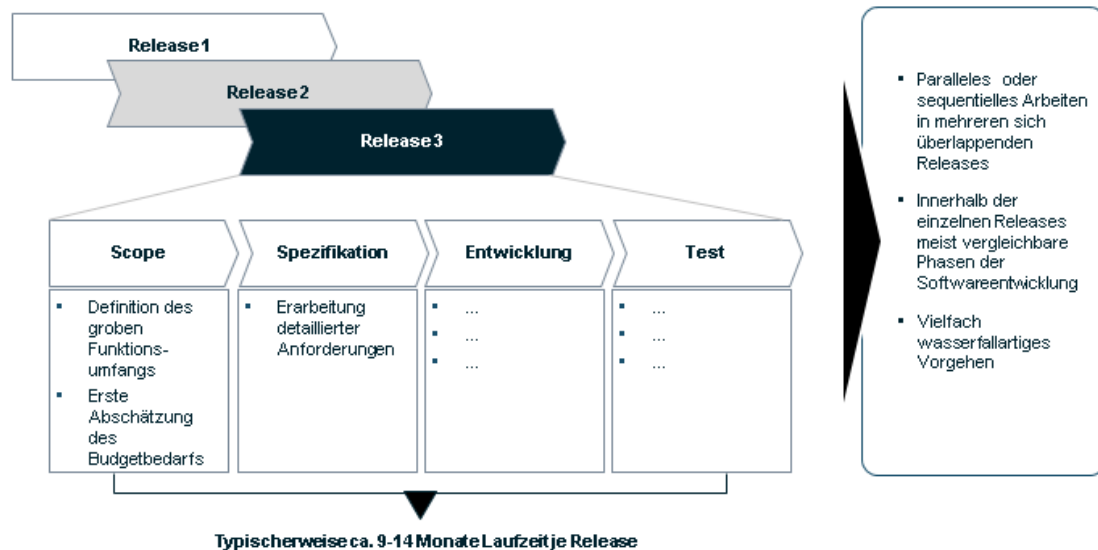 Release 1
Release 2
Release 3
Scope
Spezifikation
Entwicklung
Test
▪ Definition des
groben
Funktions-
umfangs
▪ Erste
Abschätzung
des
Budgetbedarfs
▪ Erarbeitung
detaillierter
Anforderungen
▪ ...
▪ ...
▪ ...
▪ ...
▪ ...
▪ ...
Typischerweise ca. 9-14 Monate Laufzeit je Release
▪ Paralleles oder
sequentielles Arbeiten
in mehreren sich
überlappenden
Releases
▪ Innerhalb der
einzelnen Releases
meist vergleichbare
Phasen der
Softwareentwicklung
▪ Vielfach
wasserfallartiges
Vorgehen